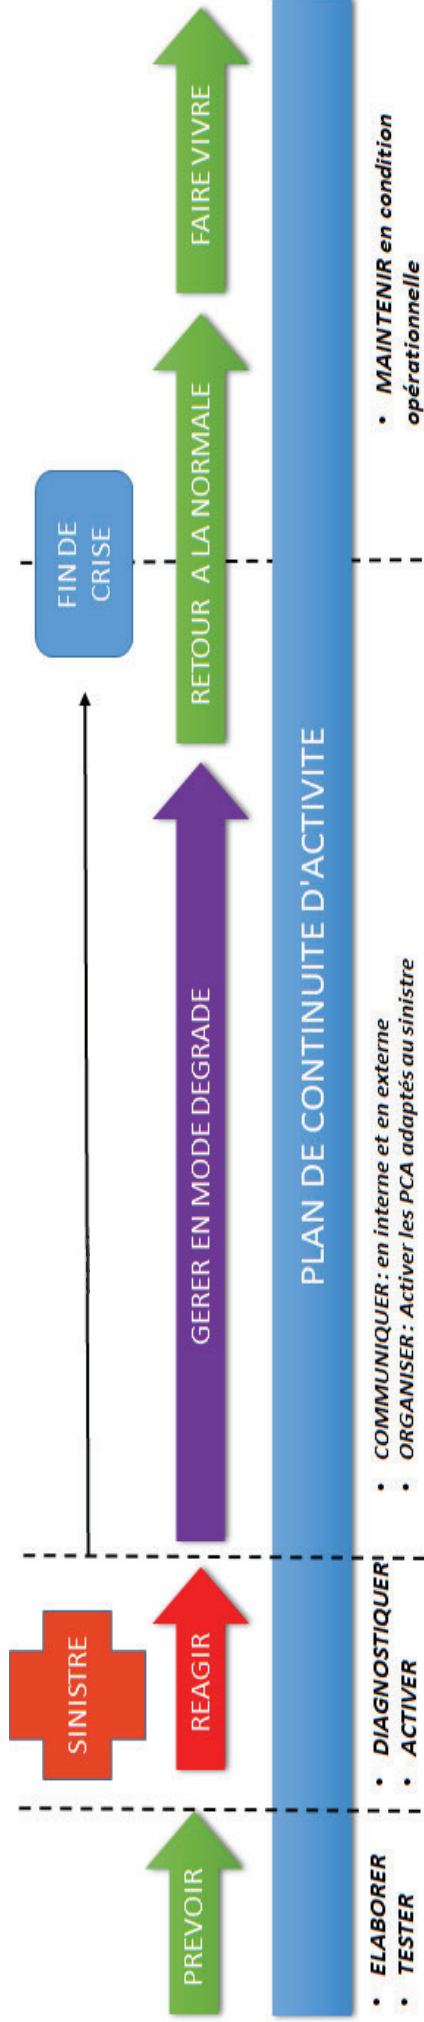 SINISTRE
FIN DE
CRISE
PREVOIR
REAGIR
GERER EN MODE DEGRADE
RETOUR A LA NORMALE
FAIRE VIVRE
PLAN DE CONTINUITE D'ACTIVITE
• ELABORER
• TESTER
• DIAGNOSTIQUER
• ACTIVER
• COMMUNIQUER : en interne et en externe
• ORGANISER : Activer les PCA adaptés au sinistre
• MAINTENIR en condition
opérationnelle